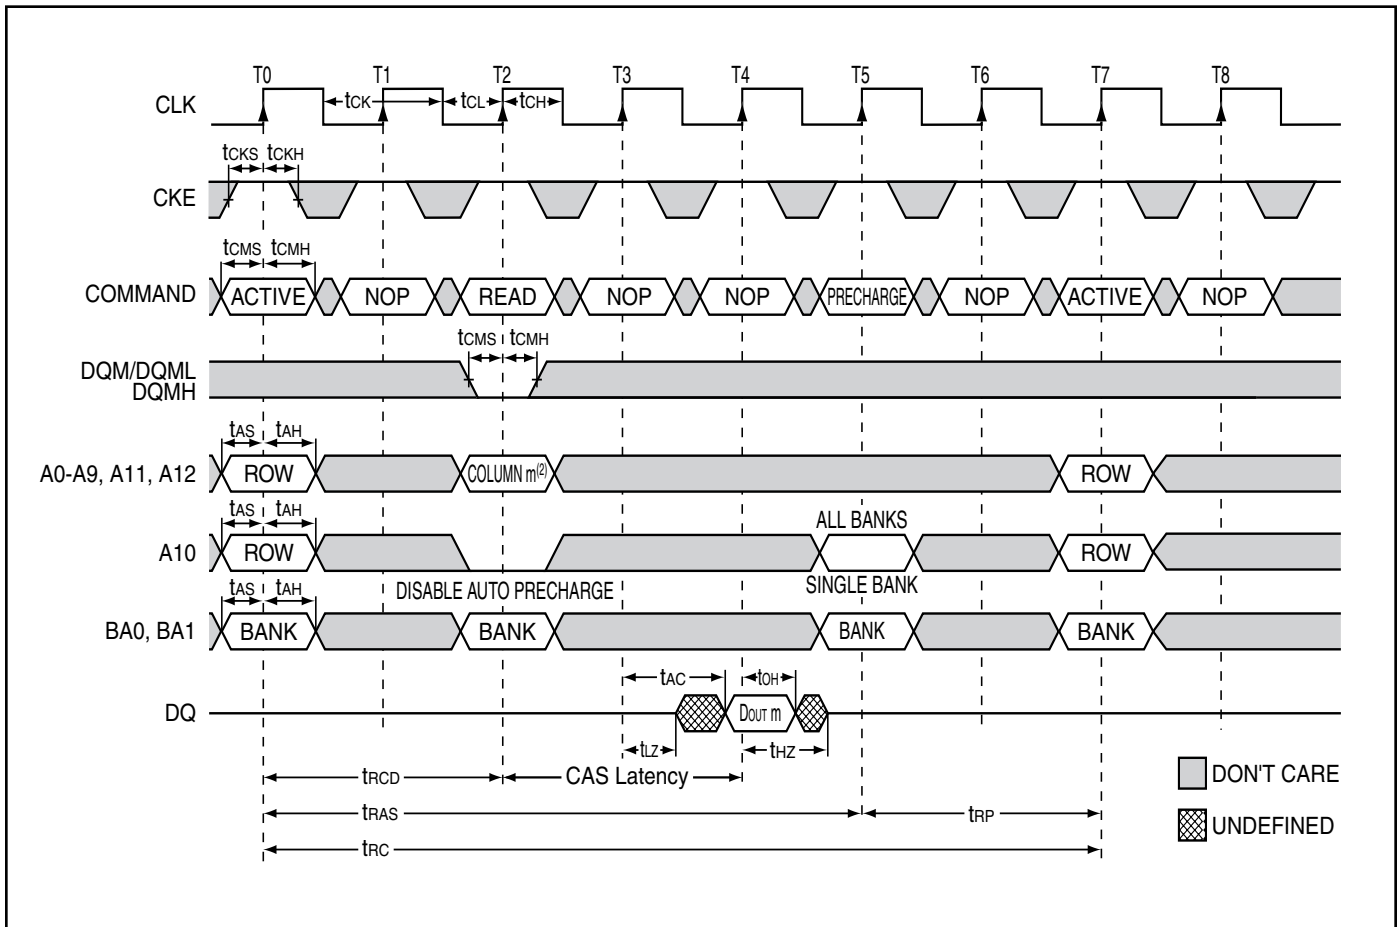 T0 T1 T2 T3 T4 T5 T6 T7 T8
CLK tCK tCL tCH
tCKS tCKH
CKE
tCMS tCMH
COMMAND ACTIVE NOP READ NOP NOP PRECHARGE NOP ACTIVE NOP
tCMS tCMH
DQM/DQML
DQMH
tAS tAH
A0-A9, A11, A12 ROW COLUMN m(2) ROW
tAS tAH ALL BANKS
A10 ROW ROW
DISABLE AUTO PRECHARGE SINGLE BANK
tAS tAH
BA0, BA1 BANK BANK BANK BANK
tAC tOH
DQ DOUT m
tLZ tHZ
tRCD CAS Latency
DON'T CARE
tRAS tRP
UNDEFINED
tRC